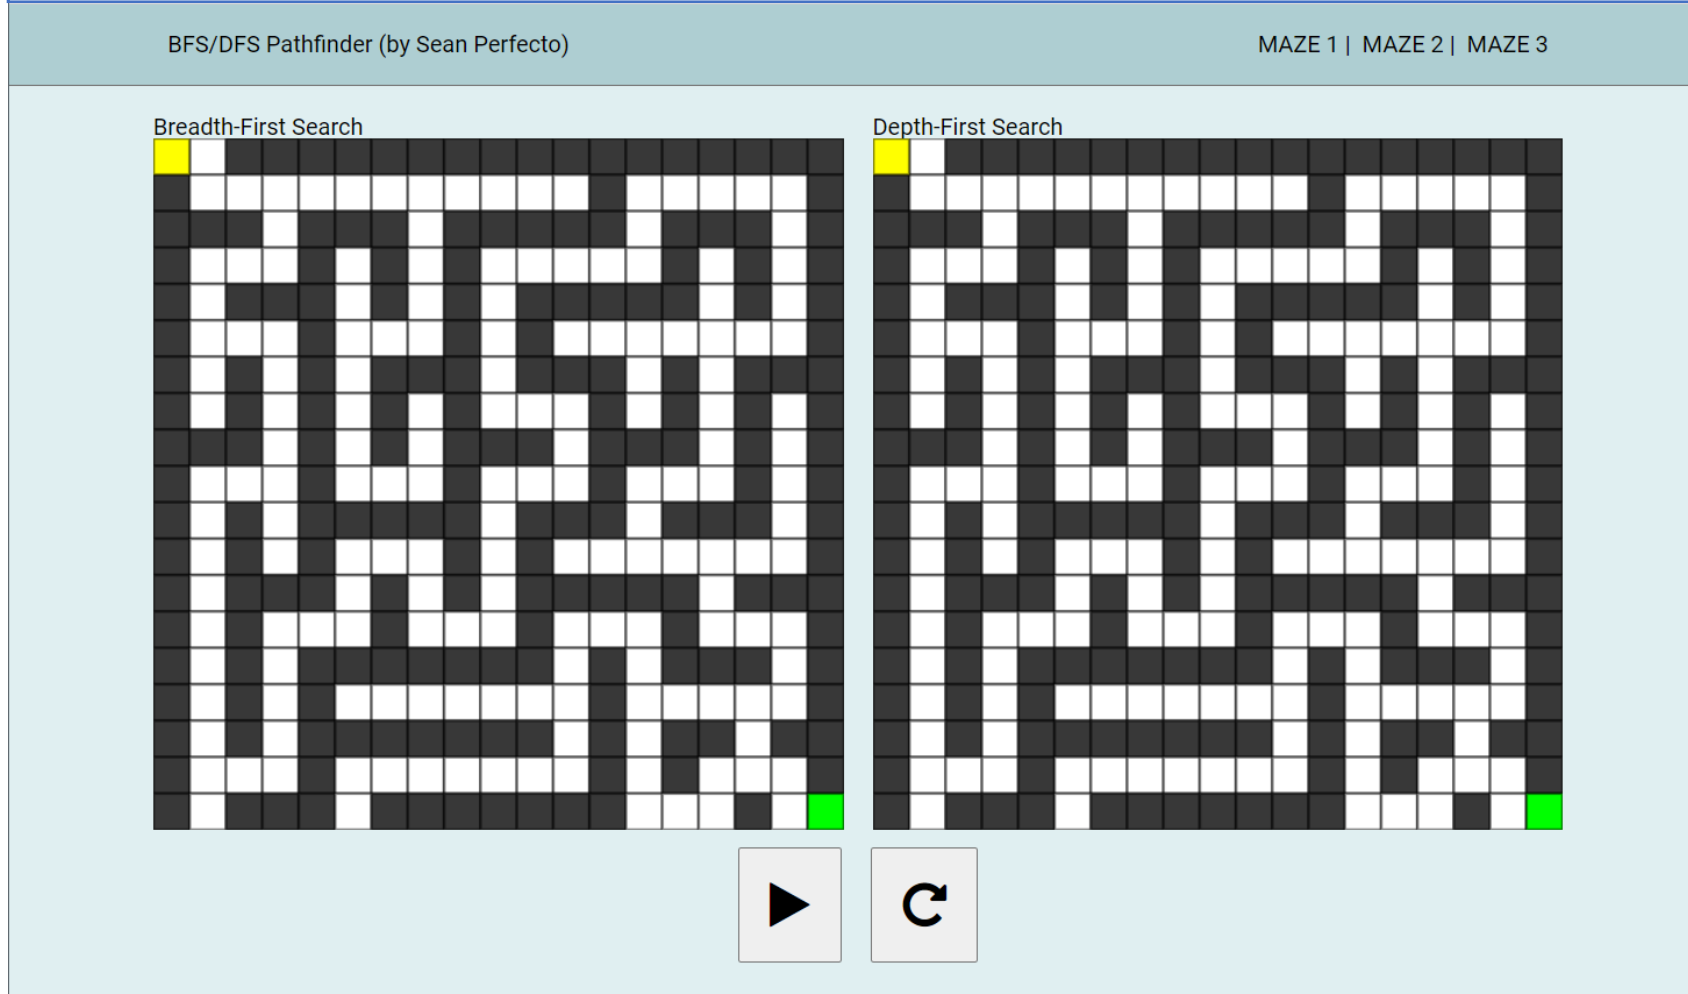 BFS/DFS Pathfinder (by Sean Perfecto)
MAZE 1 | MAZE 2 | MAZE 3
Breadth-First Search
Depth-First Search